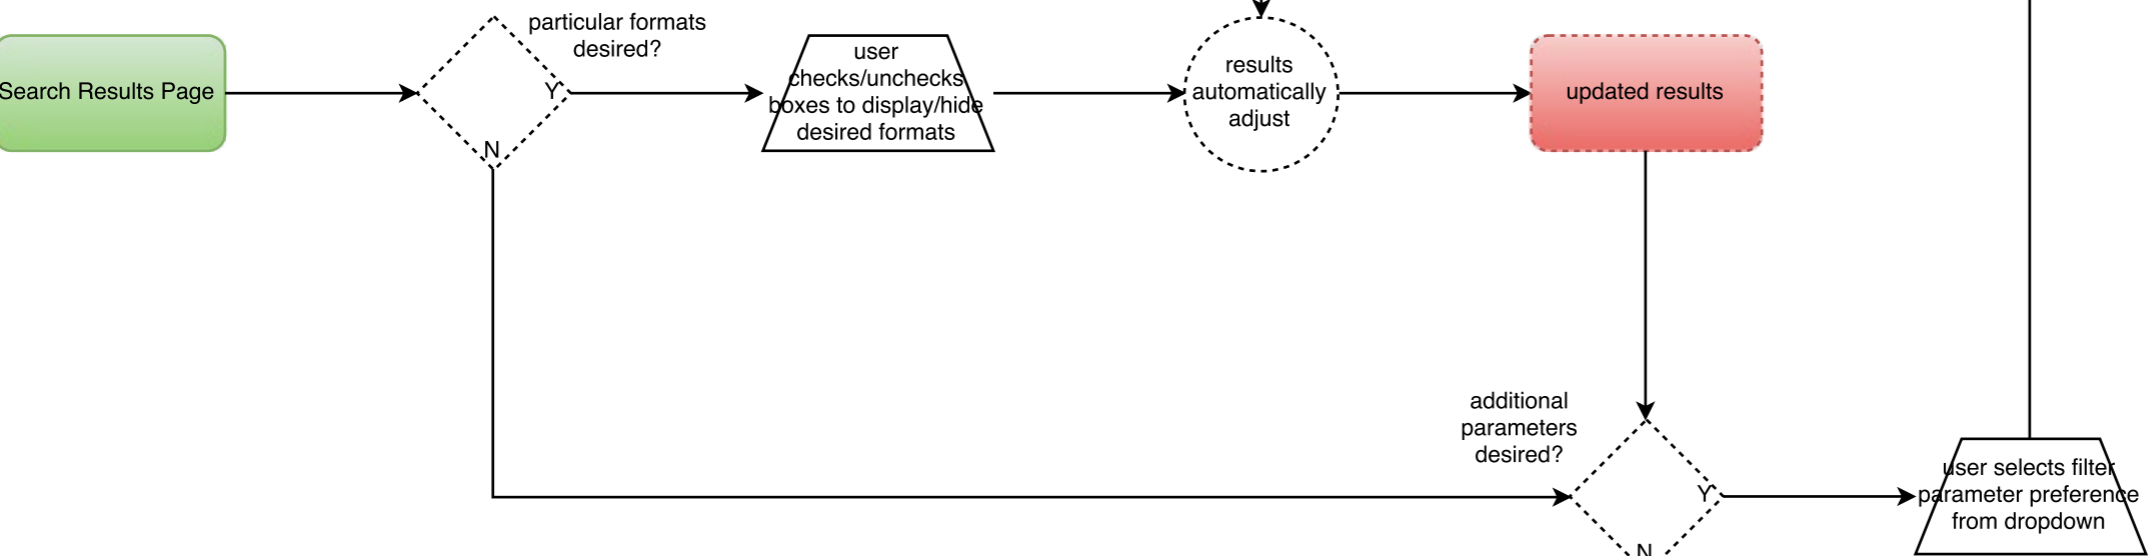 Search Results Page
particular formats
desired?
Y
N
user
checks/unchecks
boxes to display/hide
desired formats
results
automatically
adjust
updated results
additional
parameters
desired?
Y
N
user selects filter
parameter preference
from dropdown